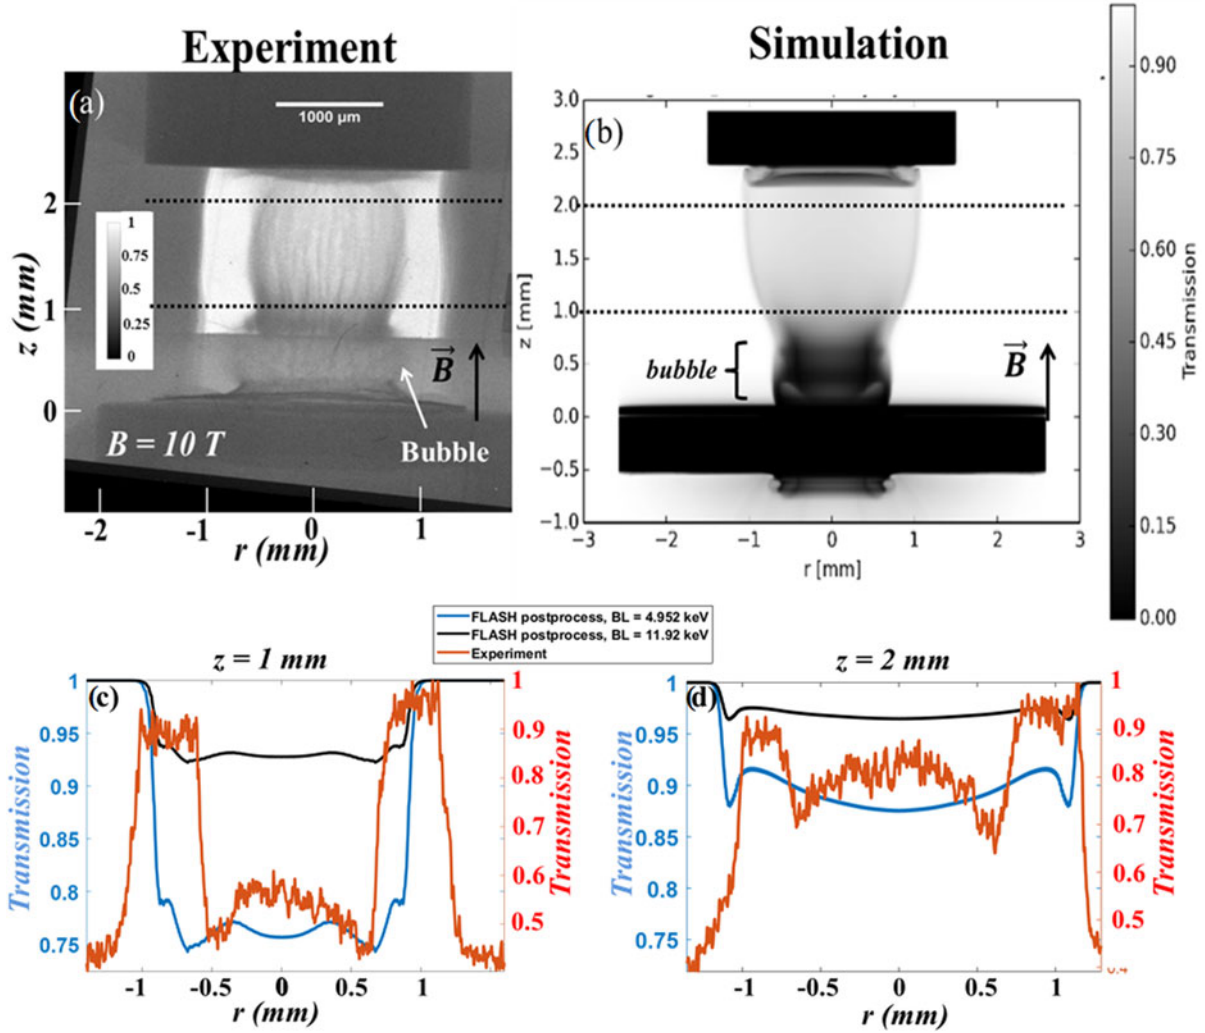 Experiment
Simulation
(a)
1000 μm
2
1
0
z (mm)
1
0.75
0.5
0.25
0
B
B = 10 T
Bubble
-2
-1
0
1
r (mm)
(b)
3.0
2.5
2.0
1.5
1.0
0.5
0.0
−0.5
−1.0
z [mm]
bubble
B
−3
−2
−1
0
1
2
3
r [mm]
0.90
0.75
0.60
0.45
0.30
0.15
0.00
Transmission
FLASH postprocess, BL = 4.952 keV
FLASH postprocess, BL = 11.92 keV
Experiment
z = 1 mm
(c)
1
0.95
0.9
0.85
0.8
0.75
Transmission
1
0.9
0.8
0.7
0.6
0.5
Transmission
-1
-0.5
0
0.5
1
r (mm)
z = 2 mm
(d)
1
0.95
0.9
0.85
0.8
0.75
Transmission
1
0.9
0.8
0.7
0.6
0.5
0.4
Transmission
-1
-0.5
0
0.5
1
r (mm)